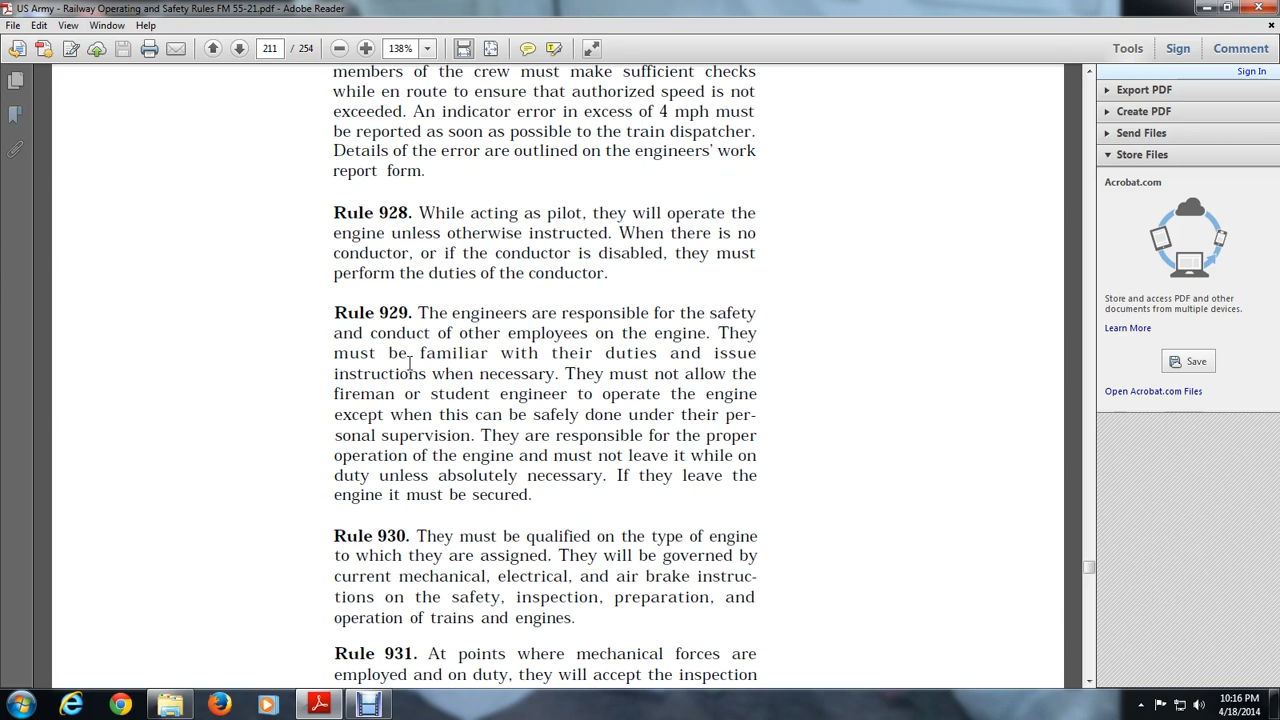 US Army - Railway Operating and Safety Rules FM 55-21.pdf - Adobe Reader
File Edit View Window Help
211 / 254 138% Tools Sign Comment
Sign In
members of the crew must make sufficient checks
while en route to ensure that authorized speed is not
exceeded. An indicator error in excess of 4 mph must
be reported as soon as possible to the train dispatcher.
Details of the error are outlined on the engineers' work
report form.
Rule 928. While acting as pilot, they will operate the
engine unless otherwise instructed. When there is no
conductor, or if the conductor is disabled, they must
perform the duties of the conductor.
Rule 929. The engineers are responsible for the safety
and conduct of other employees on the engine. They
must be familiar with their duties and issue
instructions when necessary. They must not allow the
fireman or student engineer to operate the engine
except when this can be safely done under their per-
sonal supervision. They are responsible for the proper
operation of the engine and must not leave it while on
duty unless absolutely necessary. If they leave the
engine it must be secured.
Rule 930. They must be qualified on the type of engine
to which they are assigned. They will be governed by
current mechanical, electrical, and air brake instruc-
tions on the safety, inspection, preparation, and
operation of trains and engines.
Rule 931. At points where mechanical forces are
employed and on duty, they will accept the inspection
Export PDF
Create PDF
Send Files
Store Files
Acrobat.com
Store and access PDF and other
documents from multiple devices.
Learn More
Save
Open Acrobat.com Files
10:16 PM
4/18/2014